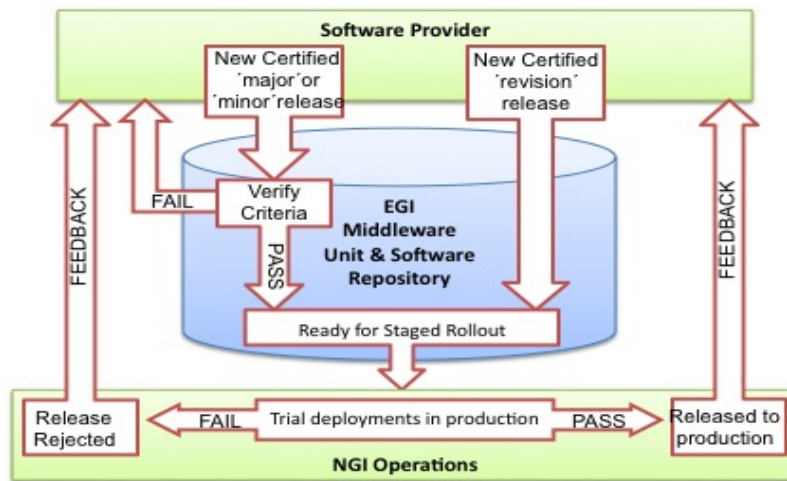 Software Provider
New Certified
´major´or
´minor´release
New Certified
´revision´
release
FAIL
Verify
Criteria
EGI
Middleware
Unit & Software
Repository
PASS
FEEDBACK
FEEDBACK
Ready for Staged Rollout
Release
Rejected
FAIL
Trial deployments in production
PASS
Released to
production
NGI Operations